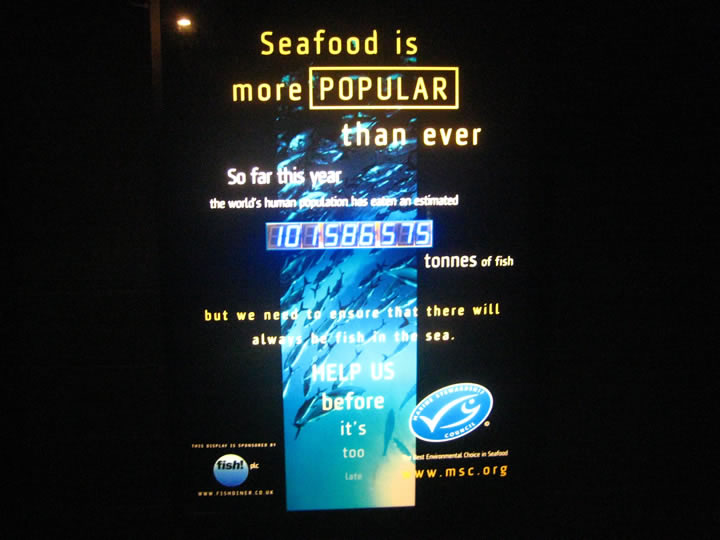 Seafood is
more POPULAR
than ever
So far this year
the world's human population has eaten an estimated
101586575
tonnes of fish
but we need to ensure that there will
always be fish in the sea.
HELP US
before
it's
too
late
MARINE STEWARDSHIP
COUNCIL
Best Environmental Choice in Seafood
www.msc.org
THIS DISPLAY IS SPONSORED BY
fish! plc
WWW.FISHDINER.CO.UK